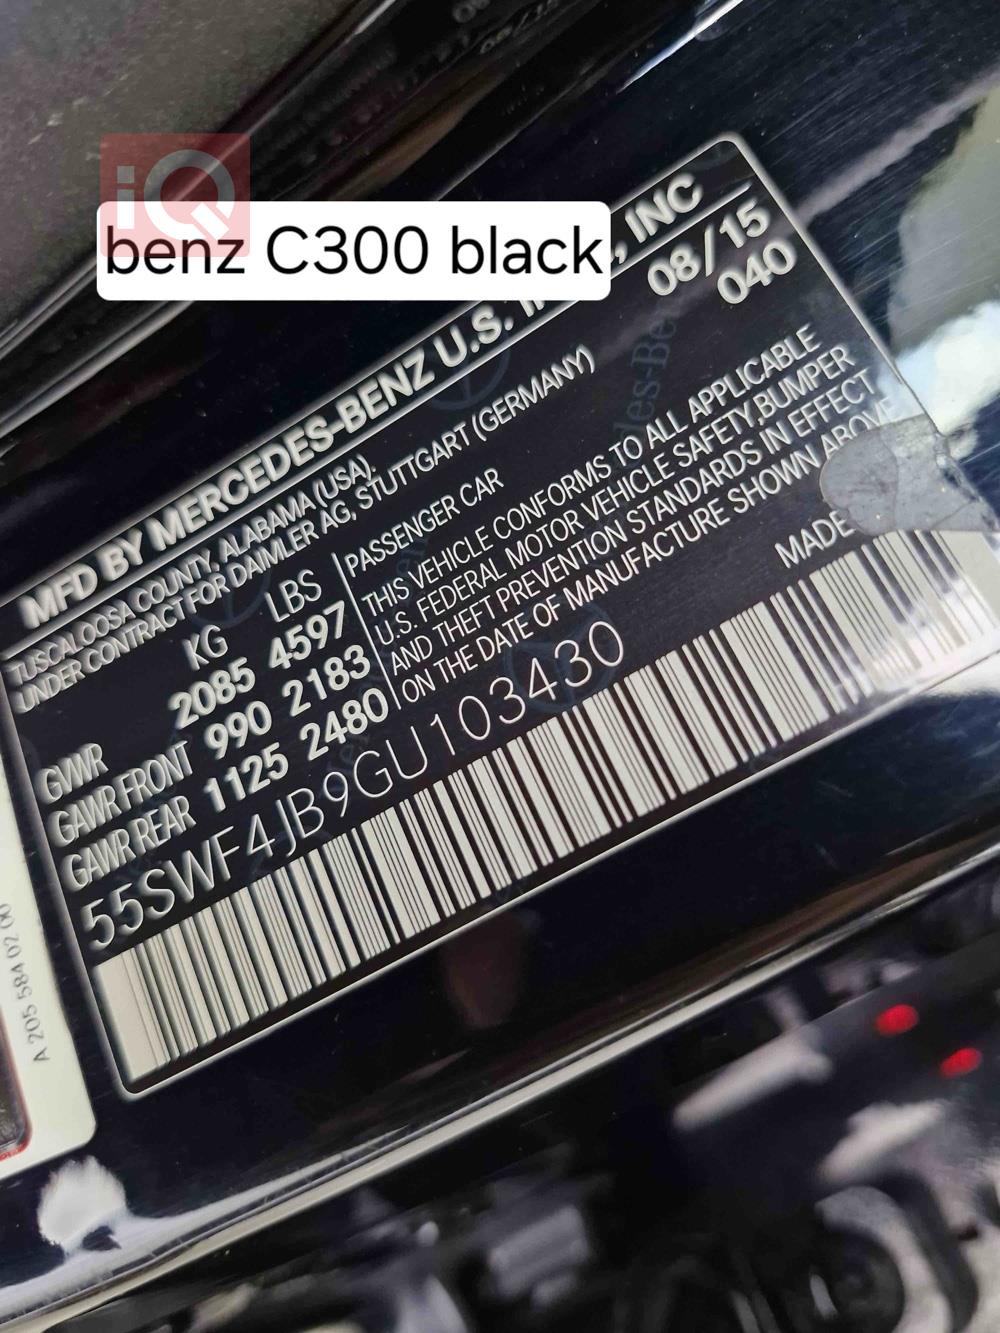 iQ
benz C300 black
MFD BY MERCEDES-BENZ U.S. INC
08/15
040
TUSCALOOSA COUNTY, ALABAMA (USA).
UNDER CONTRACT FOR DAIMLER AG, STUTTGART (GERMANY)
KG LBS
GVWR 2085 4597
GAWR FRONT 990 2183
GAWR REAR 1125 2480
PASSENGER CAR
THIS VEHICLE CONFORMS TO ALL APPLICABLE
U.S. FEDERAL MOTOR VEHICLE SAFETY,BUMPER
AND THEFT PREVENTION STANDARDS IN EFFECT
ON THE DATE OF MANUFACTURE SHOWN ABOVE
MADE
55SWF4JB9GU103430
A 205 584 02 00